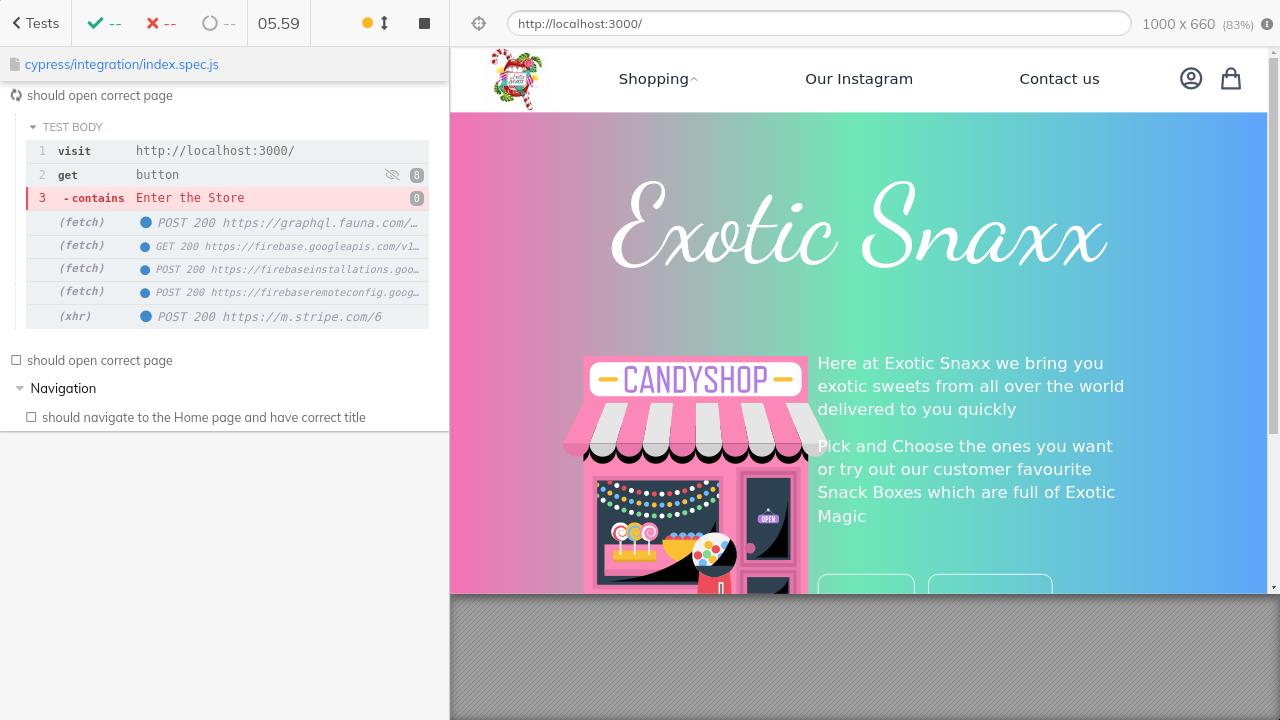 Tests
--
--
--
05.59
http://localhost:3000/
1000 x 660 (83%)
cypress/integration/index.spec.js
should open correct page
TEST BODY
1 visit http://localhost:3000/
2 get button 8
3 -contains Enter the Store 0
(fetch) POST 200 https://graphql.fauna.com/…
(fetch) GET 200 https://firebase.googleapis.com/v1…
(fetch) POST 200 https://firebaseinstallations.goo…
(fetch) POST 200 https://firebaseremoteconfig.goog…
(xhr) POST 200 https://m.stripe.com/6
should open correct page
Navigation
should navigate to the Home page and have correct title
Exotic Snaxx
Shopping
Our Instagram
Contact us
Exotic Snaxx
CANDYSHOP
OPEN
Here at Exotic Snaxx we bring you
exotic sweets from all over the world
delivered to you quickly
Pick and Choose the ones you want
or try out our customer favourite
Snack Boxes which are full of Exotic
Magic